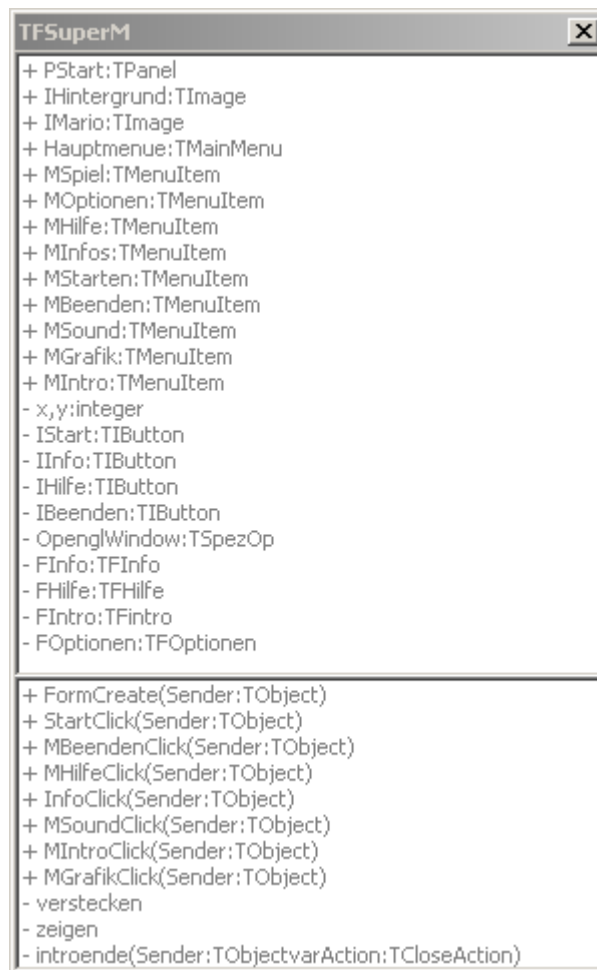 TFSuperM
+ PStart:TPanel
+ IHintergrund:TImage
+ IMario:TImage
+ Hauptmenue:TMainMenu
+ MSpiel:TMenuItem
+ MOptionen:TMenuItem
+ MHilfe:TMenuItem
+ MInfos:TMenuItem
+ MStarten:TMenuItem
+ MBeenden:TMenuItem
+ MSound:TMenuItem
+ MGrafik:TMenuItem
+ MIntro:TMenuItem
- x,y:integer
- IStart:TIButton
- IInfo:TIButton
- IHilfe:TIButton
- IBeenden:TIButton
- OpenglWindow:TSpezOp
- FInfo:TFInfo
- FHilfe:TFHilfe
- FIntro:TFintro
- FOptionen:TFOptionen
+ FormCreate(Sender:TObject)
+ StartClick(Sender:TObject)
+ MBeendenClick(Sender:TObject)
+ MHilfeClick(Sender:TObject)
+ InfoClick(Sender:TObject)
+ MSoundClick(Sender:TObject)
+ MIntroClick(Sender:TObject)
+ MGrafikClick(Sender:TObject)
- verstecken
- zeigen
- introende(Sender:TObjectvarAction:TCloseAction)